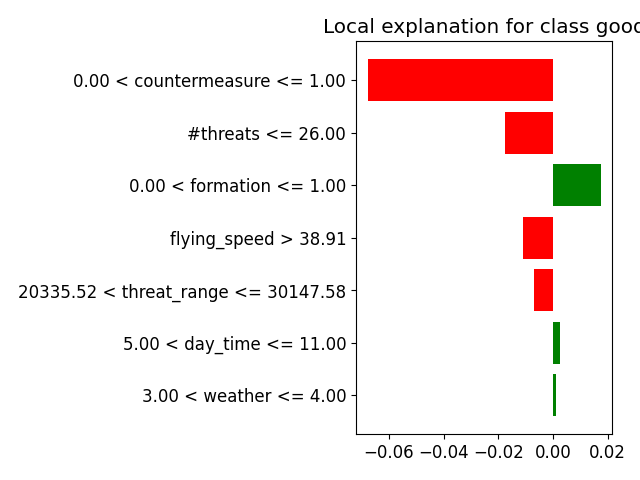 Local explanation for class good
0.00 < countermeasure <= 1.00
#threats <= 26.00
0.00 < formation <= 1.00
flying_speed > 38.91
20335.52 < threat_range <= 30147.58
5.00 < day_time <= 11.00
3.00 < weather <= 4.00
−0.06 −0.04 −0.02 0.00 0.02